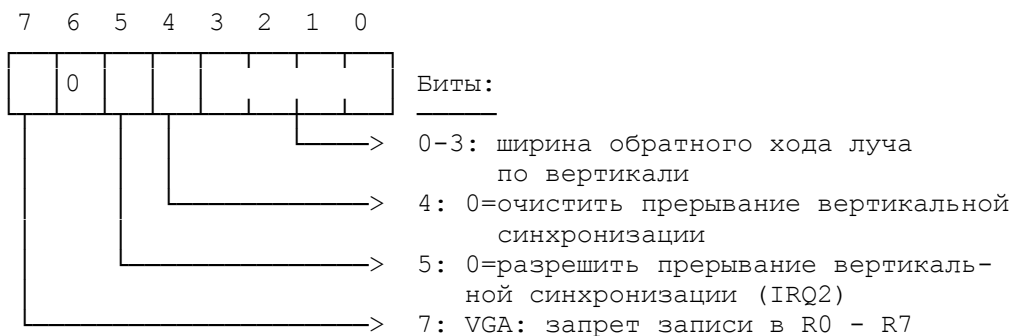 7 6 5 4 3 2 1 0
0 Биты:
0-3: ширина обратного хода луча
по вертикали
4: 0=очистить прерывание вертикальной
синхронизации
5: 0=разрешить прерывание вертикаль-
ной синхронизации (IRQ2)
7: VGA: запрет записи в R0 - R7